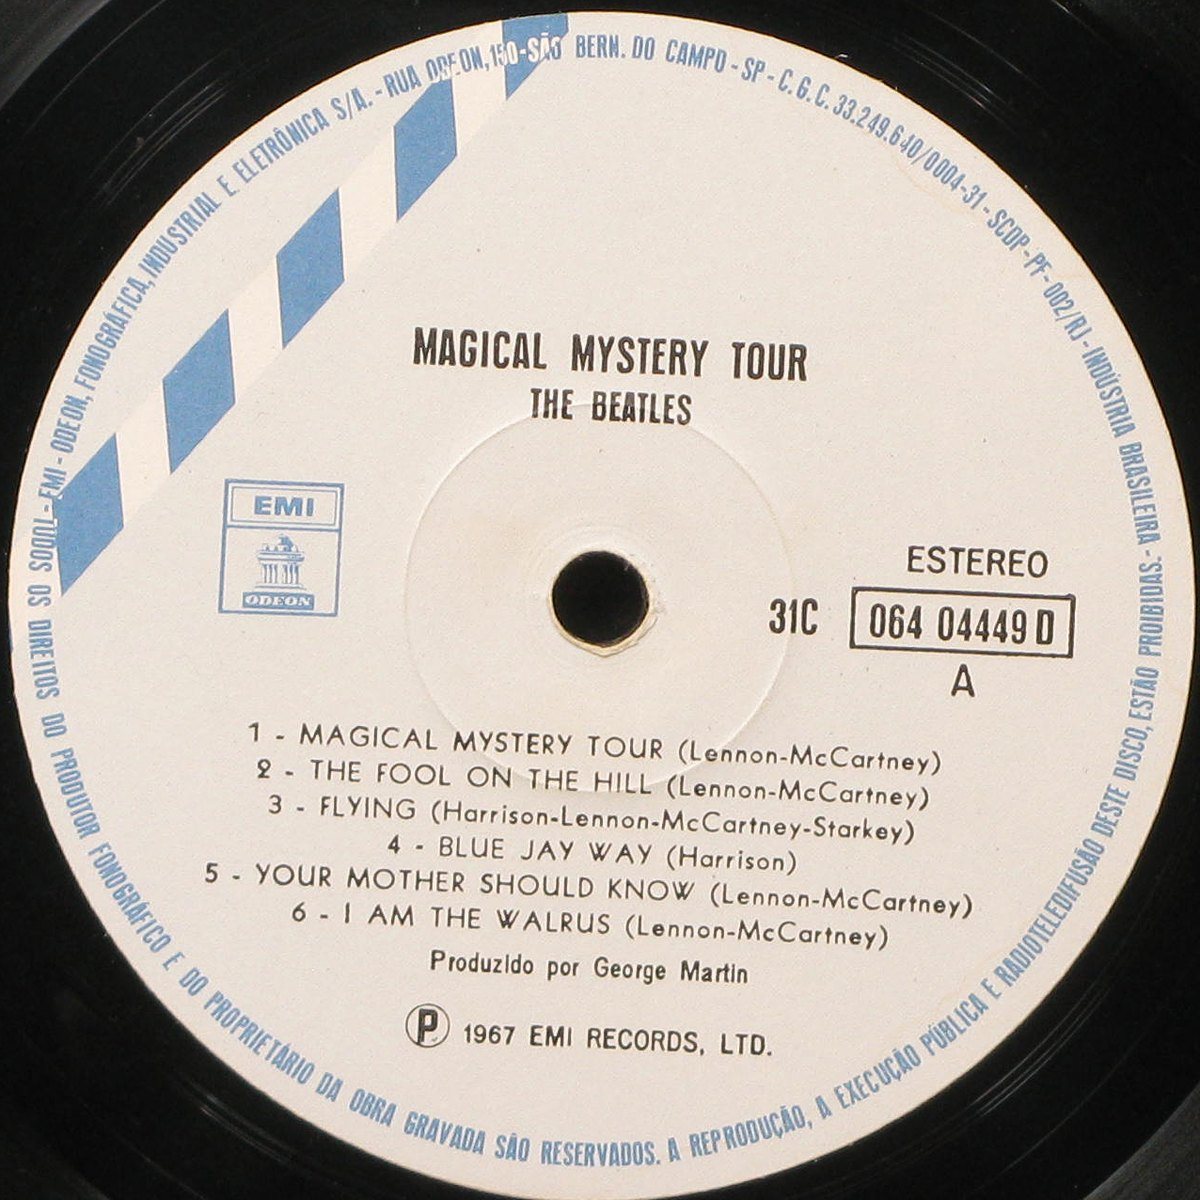 TODOS OS DIREITOS DO PRODUTOR FONOGRÁFICO E DO PROPRIETÁRIO DA OBRA GRAVADA SÃO RESERVADOS. A REPRODUÇÃO, A EXECUÇÃO PÚBLICA E RADIOTELEDIFUSÃO DESTE DISCO, ESTÃO PROIBIDAS.-
EMI - ODEON, FONOGRÁFICA, INDUSTRIAL E ELETRÔNICA S/A. - RUA ODEON, 150 - SÃO BERN. DO CAMPO - SP - C.G.C. 33.249.640/0004-31 - SCDP - PF - 002/RJ - INDÚSTRIA BRASILEIRA -
MAGICAL MYSTERY TOUR
THE BEATLES
EMI
ODEON
ESTEREO
31C 064 04449 D
A
1 - MAGICAL MYSTERY TOUR (Lennon-McCartney)
2 - THE FOOL ON THE HILL (Lennon-McCartney)
3 - FLYING (Harrison-Lennon-McCartney-Starkey)
4 - BLUE JAY WAY (Harrison)
5 - YOUR MOTHER SHOULD KNOW (Lennon-McCartney)
6 - I AM THE WALRUS (Lennon-McCartney)
Produzido por George Martin
Ⓟ 1967 EMI RECORDS, LTD.